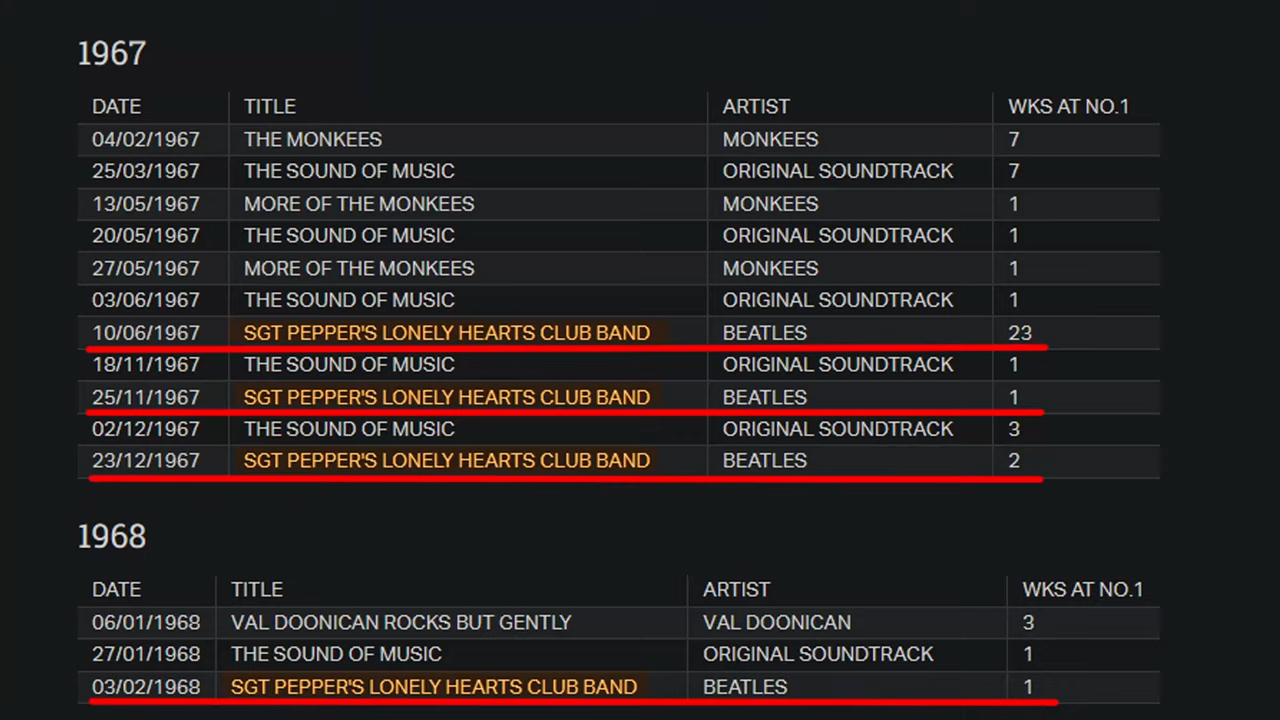 1967
DATE TITLE ARTIST WKS AT NO.1
04/02/1967 THE MONKEES MONKEES 7
25/03/1967 THE SOUND OF MUSIC ORIGINAL SOUNDTRACK 7
13/05/1967 MORE OF THE MONKEES MONKEES 1
20/05/1967 THE SOUND OF MUSIC ORIGINAL SOUNDTRACK 1
27/05/1967 MORE OF THE MONKEES MONKEES 1
03/06/1967 THE SOUND OF MUSIC ORIGINAL SOUNDTRACK 1
10/06/1967 SGT PEPPER'S LONELY HEARTS CLUB BAND BEATLES 23
18/11/1967 THE SOUND OF MUSIC ORIGINAL SOUNDTRACK 1
25/11/1967 SGT PEPPER'S LONELY HEARTS CLUB BAND BEATLES 1
02/12/1967 THE SOUND OF MUSIC ORIGINAL SOUNDTRACK 3
23/12/1967 SGT PEPPER'S LONELY HEARTS CLUB BAND BEATLES 2
1968
DATE TITLE ARTIST WKS AT NO.1
06/01/1968 VAL DOONICAN ROCKS BUT GENTLY VAL DOONICAN 3
27/01/1968 THE SOUND OF MUSIC ORIGINAL SOUNDTRACK 1
03/02/1968 SGT PEPPER'S LONELY HEARTS CLUB BAND BEATLES 1